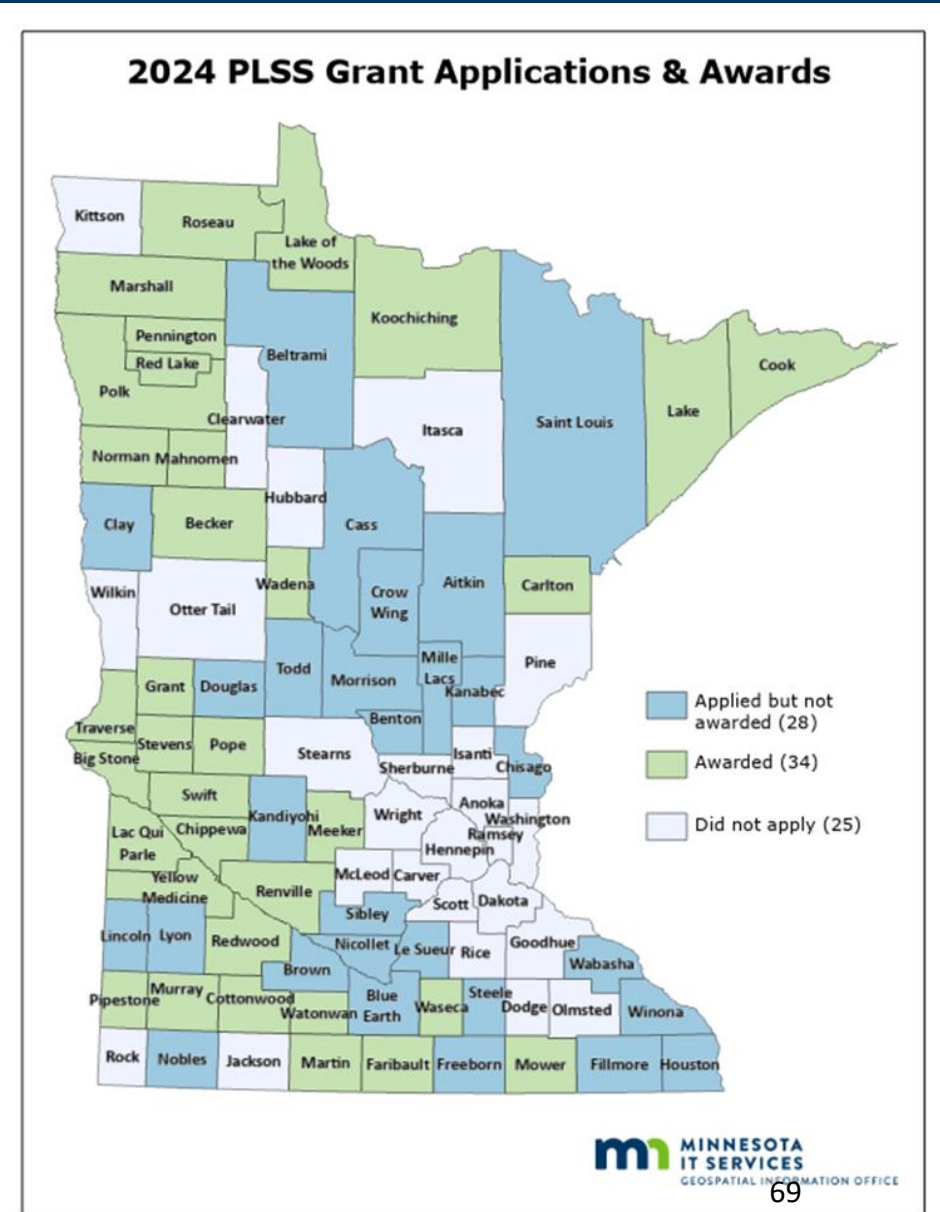 2024 PLSS Grant Applications & Awards
Kittson
Roseau
Lake of
the Woods
Marshall
Koochiching
Pennington
Red Lake
Beltrami
Polk
Clearwater
Cook
Lake
Saint Louis
Itasca
Norman
Mahnomen
Hubbard
Clay
Becker
Cass
Wilkin
Otter Tail
Wadena
Crow
Wing
Aitkin
Carlton
Pine
Grant
Douglas
Todd
Morrison
Mille
Lacs
Kanabec
Traverse
Big Stone
Stevens
Pope
Stearns
Benton
Sherburne
Isanti
Chisago
Swift
Kandiyohi
Meeker
Wright
Anoka
Washington
Ramsey
Hennepin
Lac Qui
Parle
Chippewa
Yellow
Medicine
Renville
McLeod
Carver
Scott
Dakota
Sibley
Lincoln
Lyon
Redwood
Nicollet
Le Sueur
Rice
Goodhue
Wabasha
Brown
Pipestone
Murray
Cottonwood
Watonwan
Blue
Earth
Waseca
Steele
Dodge
Olmsted
Winona
Rock
Nobles
Jackson
Martin
Faribault
Freeborn
Mower
Fillmore
Houston
Applied but not
awarded (28)
Awarded (34)
Did not apply (25)
MINNESOTA
IT SERVICES
GEOSPATIAL INFORMATION OFFICE
69